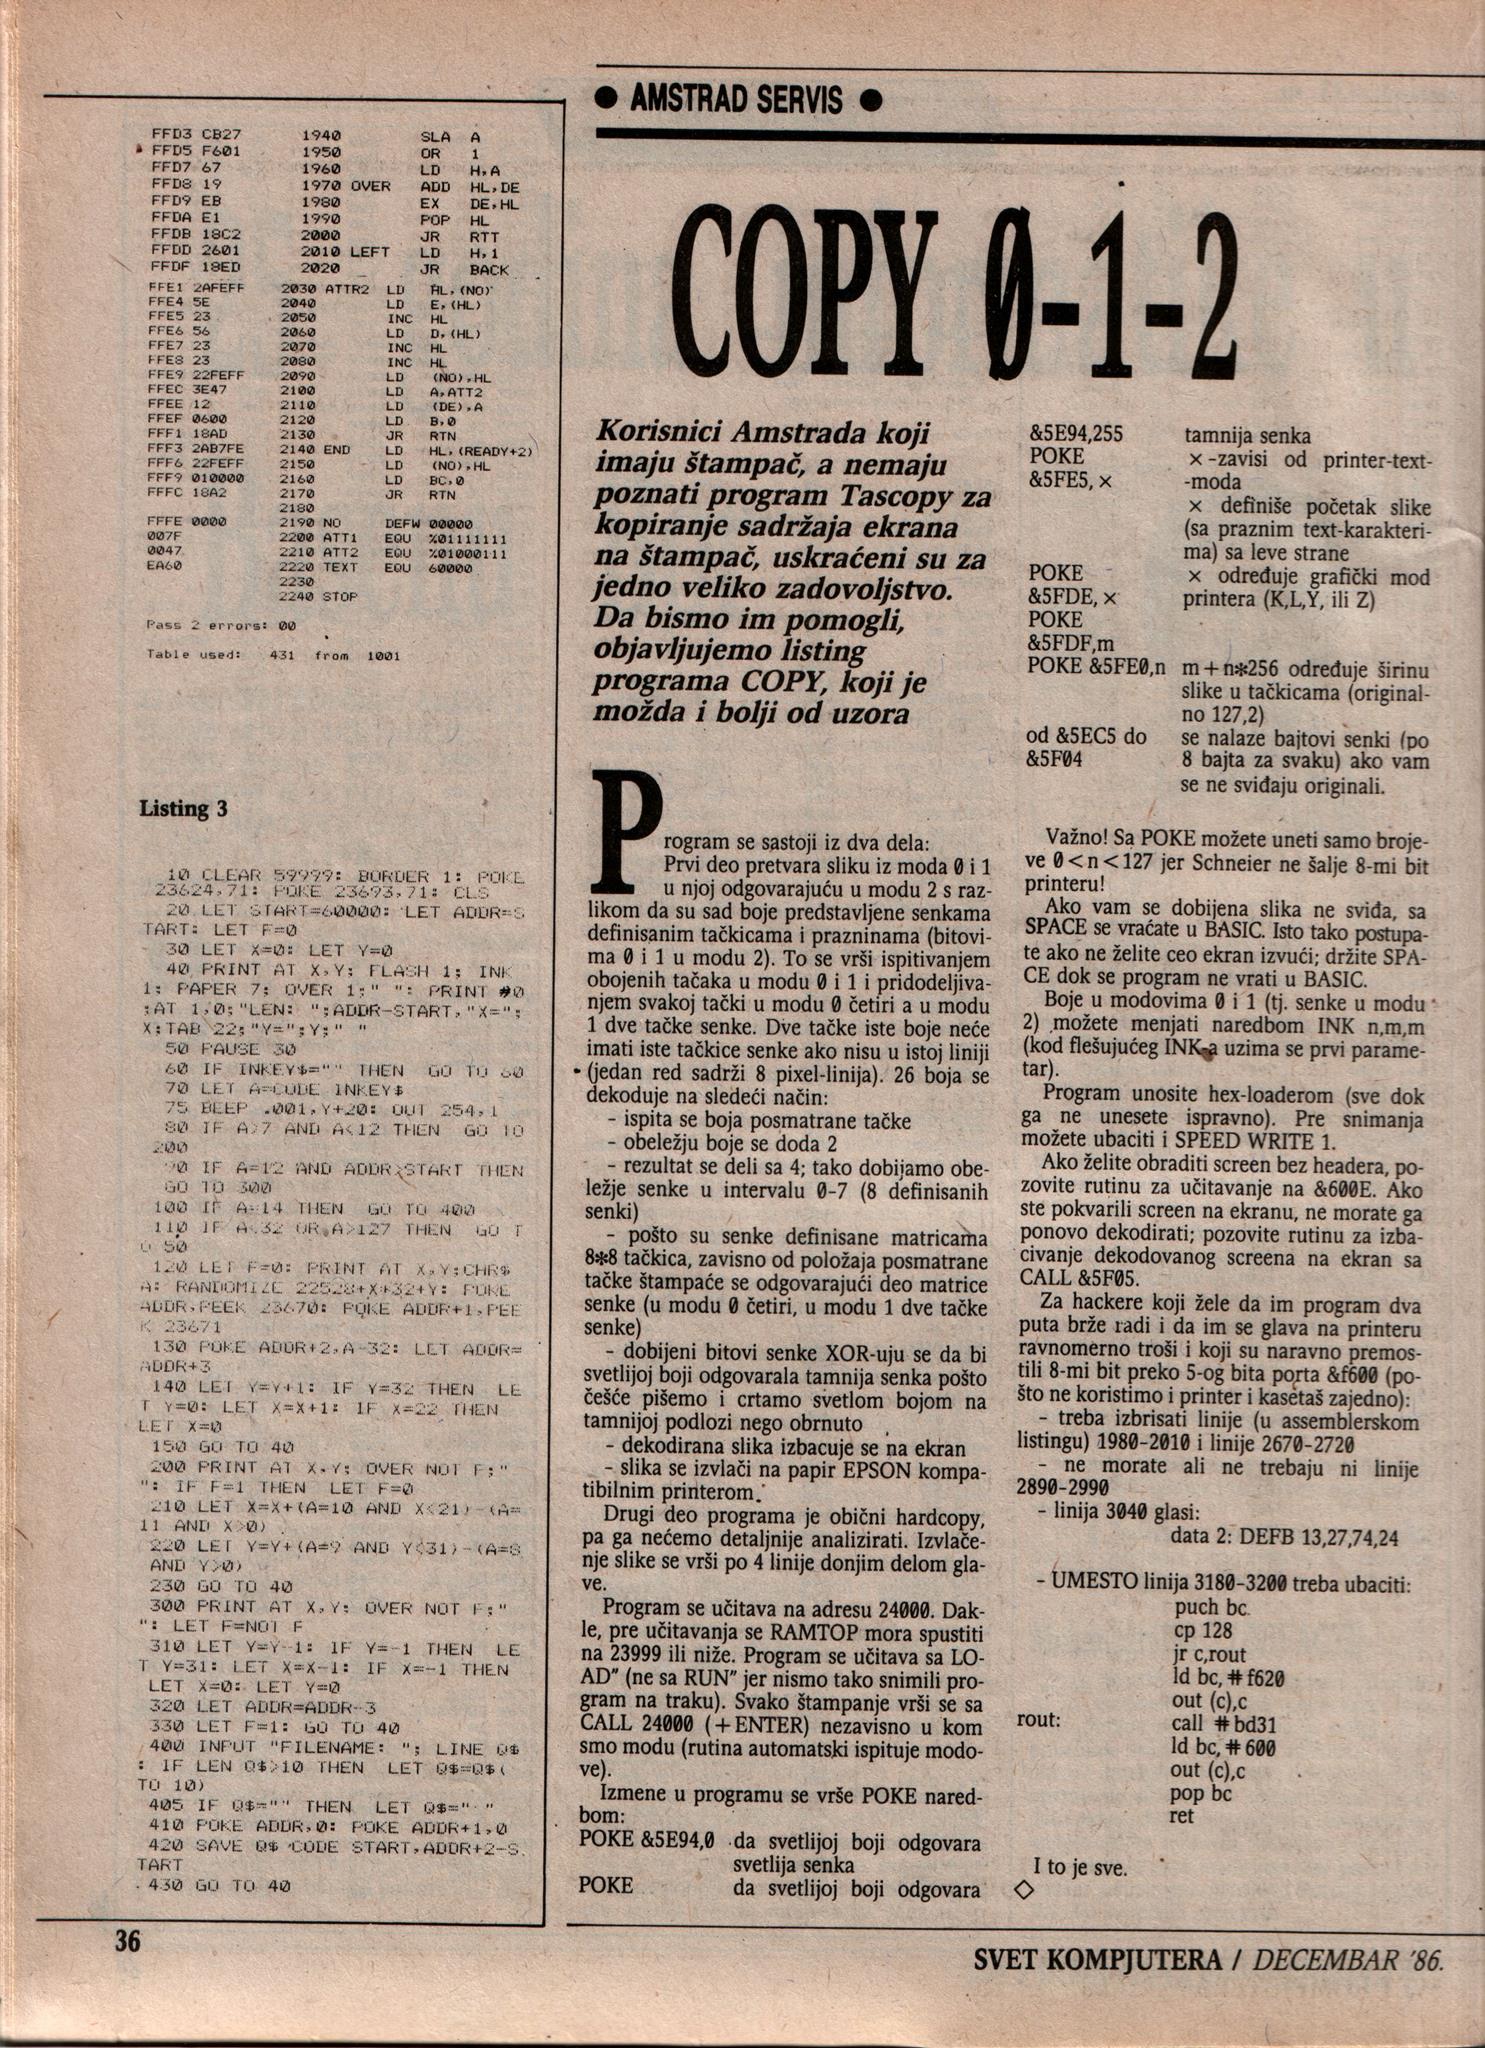 FFD3 CB27 1940 SLA A
FFD5 F601 1950 OR 1
FFD7 67 1960 LD H,A
FFD8 19 1970 OVER ADD HL,DE
FFD9 EB 1980 EX DE,HL
FFDA E1 1990 POP HL
FFDB 18C2 2000 JR RTT
FFDD 2601 2010 LEFT LD H,1
FFDF 18ED 2020 JR BACK
FFE1 2AFEFF 2030 ATTR2 LD HL,(NO)
FFE4 5E 2040 LD E,(HL)
FFE5 23 2050 INC HL
FFE6 56 2060 LD D,(HL)
FFE7 23 2070 INC HL
FFE8 23 2080 INC HL
FFE9 22FEFF 2090 LD (NO),HL
FFEC 3E47 2100 LD A,ATT2
FFEE 12 2110 LD (DE),A
FFEF 0600 2120 LD B,0
FFF1 18AD 2130 JR RTN
FFF3 2AB7FE 2140 END LD HL,(READY+2)
FFF6 22FEFF 2150 LD (NO),HL
FFF9 010000 2160 LD BC,0
FFFC 18A2 2170 JR RTN
2180
FFFE 0000 2190 NO DEFW 00000
007F 2200 ATT1 EQU %01111111
0047 2210 ATT2 EQU %01000111
EA60 2220 TEXT EQU 60000
2230
2240 STOP
Pass 2 errors: 00
Table used: 431 from 1001
Listing 3
10 CLEAR 59999: BORDER 1: POKE
23624,71: POKE 23693,71: CLS
20 LET START=60000: LET ADDR=S
TART: LET F=0
30 LET X=0: LET Y=0
40 PRINT AT X,Y; FLASH 1; INK
1; PAPER 7; OVER 1;" ": PRINT #0
;AT 1,0;"LEN: ";ADDR-START,"X=";
X;TAB 22;"Y=";Y;" "
50 PAUSE 30
60 IF INKEY$="" THEN GO TO 60
70 LET A=CODE INKEY$
75 BEEP .001,Y+20: OUT 254,1
80 IF A>7 AND A<12 THEN GO TO
200
90 IF A=12 AND ADDR>START THEN
GO TO 300
100 IF A=14 THEN GO TO 400
110 IF A<32 OR A>127 THEN GO T
O 50
120 LET F=0: PRINT AT X,Y;CHR$
A: RANDOMIZE 22528+X*32+Y: POKE
ADDR,PEEK 23670: POKE ADDR+1,PEE
K 23671
130 POKE ADDR+2,A-32: LET ADDR=
ADDR+3
140 LET Y=Y+1: IF Y=32 THEN LE
T Y=0: LET X=X+1: IF X=22 THEN
LET X=0
150 GO TO 40
200 PRINT AT X,Y; OVER NOT F;"
": IF F=1 THEN LET F=0
210 LET X=X+(A=10 AND X<21)-(A=
11 AND X>0)
220 LET Y=Y+(A=9 AND Y<31)-(A=8
AND Y>0)
230 GO TO 40
300 PRINT AT X,Y; OVER NOT F;"
": LET F=NOT F
310 LET Y=Y-1: IF Y=-1 THEN LE
T Y=31: LET X=X-1: IF X=-1 THEN
LET X=0: LET Y=0
320 LET ADDR=ADDR-3
330 LET F=1: GO TO 40
400 INPUT "FILENAME: "; LINE Q$
: IF LEN Q$>10 THEN LET Q$=Q$(
TO 10)
405 IF Q$="" THEN LET Q$=" "
410 POKE ADDR,0: POKE ADDR+1,0
420 SAVE Q$ CODE START,ADDR+2-S
TART
430 GO TO 40
● AMSTRAD SERVIS ●
COPY 0-1-2
Korisnici Amstrada koji
imaju štampač, a nemaju
poznati program Tascopy za
kopiranje sadržaja ekrana
na štampač, uskraćeni su za
jedno veliko zadovoljstvo.
Da bismo im pomogli,
objavljujemo listing
programa COPY, koji je
možda i bolji od uzora
Program se sastoji iz dva dela:
Prvi deo pretvara sliku iz moda 0 i 1
u njoj odgovarajuću u modu 2 s raz-
likom da su sad boje predstavljene senkama
definisanim tačkicama i prazninama (bitovi-
ma 0 i 1 u modu 2). To se vrši ispitivanjem
obojenih tačaka u modu 0 i 1 i pridodeljiva-
njem svakoj tački u modu 0 četiri a u modu
1 dve tačke senke. Dve tačke iste boje neće
imati iste tačkice senke ako nisu u istoj liniji
(jedan red sadrži 8 pixel-linija). 26 boja se
dekoduje na sledeći način:
- ispita se boja posmatrane tačke
- obeležju boje se doda 2
- rezultat se deli sa 4; tako dobijamo obe-
ležje senke u intervalu 0-7 (8 definisanih
senki)
- pošto su senke definisane matricama
8*8 tačkica, zavisno od položaja posmatrane
tačke štampaće se odgovarajući deo matrice
senke (u modu 0 četiri, u modu 1 dve tačke
senke)
- dobijeni bitovi senke XOR-uju se da bi
svetlijoj boji odgovarala tamnija senka pošto
češće pišemo i crtamo svetlom bojom na
tamnijoj podlozi nego obrnuto
- dekodirana slika izbacuje se na ekran
- slika se izvlači na papir EPSON kompa-
tibilnim printerom.
Drugi deo programa je obični hardcopy,
pa ga nećemo detaljnije analizirati. Izvlače-
nje slike se vrši po 4 linije donjim delom gla-
ve.
Program se učitava na adresu 24000. Dak-
le, pre učitavanja se RAMTOP mora spustiti
na 23999 ili niže. Program se učitava sa LO-
AD" (ne sa RUN" jer nismo tako snimili pro-
gram na traku). Svako štampanje vrši se sa
CALL 24000 (+ENTER) nezavisno u kom
smo modu (rutina automatski ispituje modo-
ve).
Izmene u programu se vrše POKE nared-
bom:
POKE &5E94,0 da svetlijoj boji odgovara
svetlija senka
POKE da svetlijoj boji odgovara
&5E94,255 tamnija senka
POKE x -zavisi od printer-text-
&5FE5, x -moda
x definiše početak slike
(sa praznim text-karakteri-
ma) sa leve strane
POKE x određuje grafički mod
&5FDE, x printera (K,L,Y, ili Z)
POKE
&5FDF,m
POKE &5FE0,n m+n*256 određuje širinu
slike u tačkicama (original-
no 127,2)
od &5EC5 do se nalaze bajtovi senki (po
&5F04 8 bajta za svaku) ako vam
se ne sviđaju originali.
Važno! Sa POKE možete uneti samo broje-
ve 0<n<127 jer Schneier ne šalje 8-mi bit
printeru!
Ako vam se dobijena slika ne sviđa, sa
SPACE se vraćate u BASIC. Isto tako postupa-
te ako ne želite ceo ekran izvući; držite SPA-
CE dok se program ne vrati u BASIC.
Boje u modovima 0 i 1 (tj. senke u modu
2) možete menjati naredbom INK n,m,m
(kod flešujućeg INK-a uzima se prvi parame-
tar).
Program unosite hex-loaderom (sve dok
ga ne unesete ispravno). Pre snimanja
možete ubaciti i SPEED WRITE 1.
Ako želite obraditi screen bez headera, po-
zovite rutinu za učitavanje na &600E. Ako
ste pokvarili screen na ekranu, ne morate ga
ponovo dekodirati; pozovite rutinu za izba-
civanje dekodovanog screena na ekran sa
CALL &5F05.
Za hackere koji žele da im program dva
puta brže radi i da im se glava na printeru
ravnomerno troši i koji su naravno premos-
tili 8-mi bit preko 5-og bita porta &f600 (po-
što ne koristimo i printer i kasetaš zajedno):
- treba izbrisati linije (u assemblerskom
listingu) 1980-2010 i linije 2670-2720
- ne morate ali ne trebaju ni linije
2890-2990
- linija 3040 glasi:
data 2: DEFB 13,27,74,24
- UMESTO linija 3180-3200 treba ubaciti:
puch bc
cp 128
jr c,rout
ld bc, # f620
out (c),c
rout: call # bd31
ld bc, # 600
out (c),c
pop bc
ret
I to je sve.
◇
36
SVET KOMPJUTERA / DECEMBAR '86.